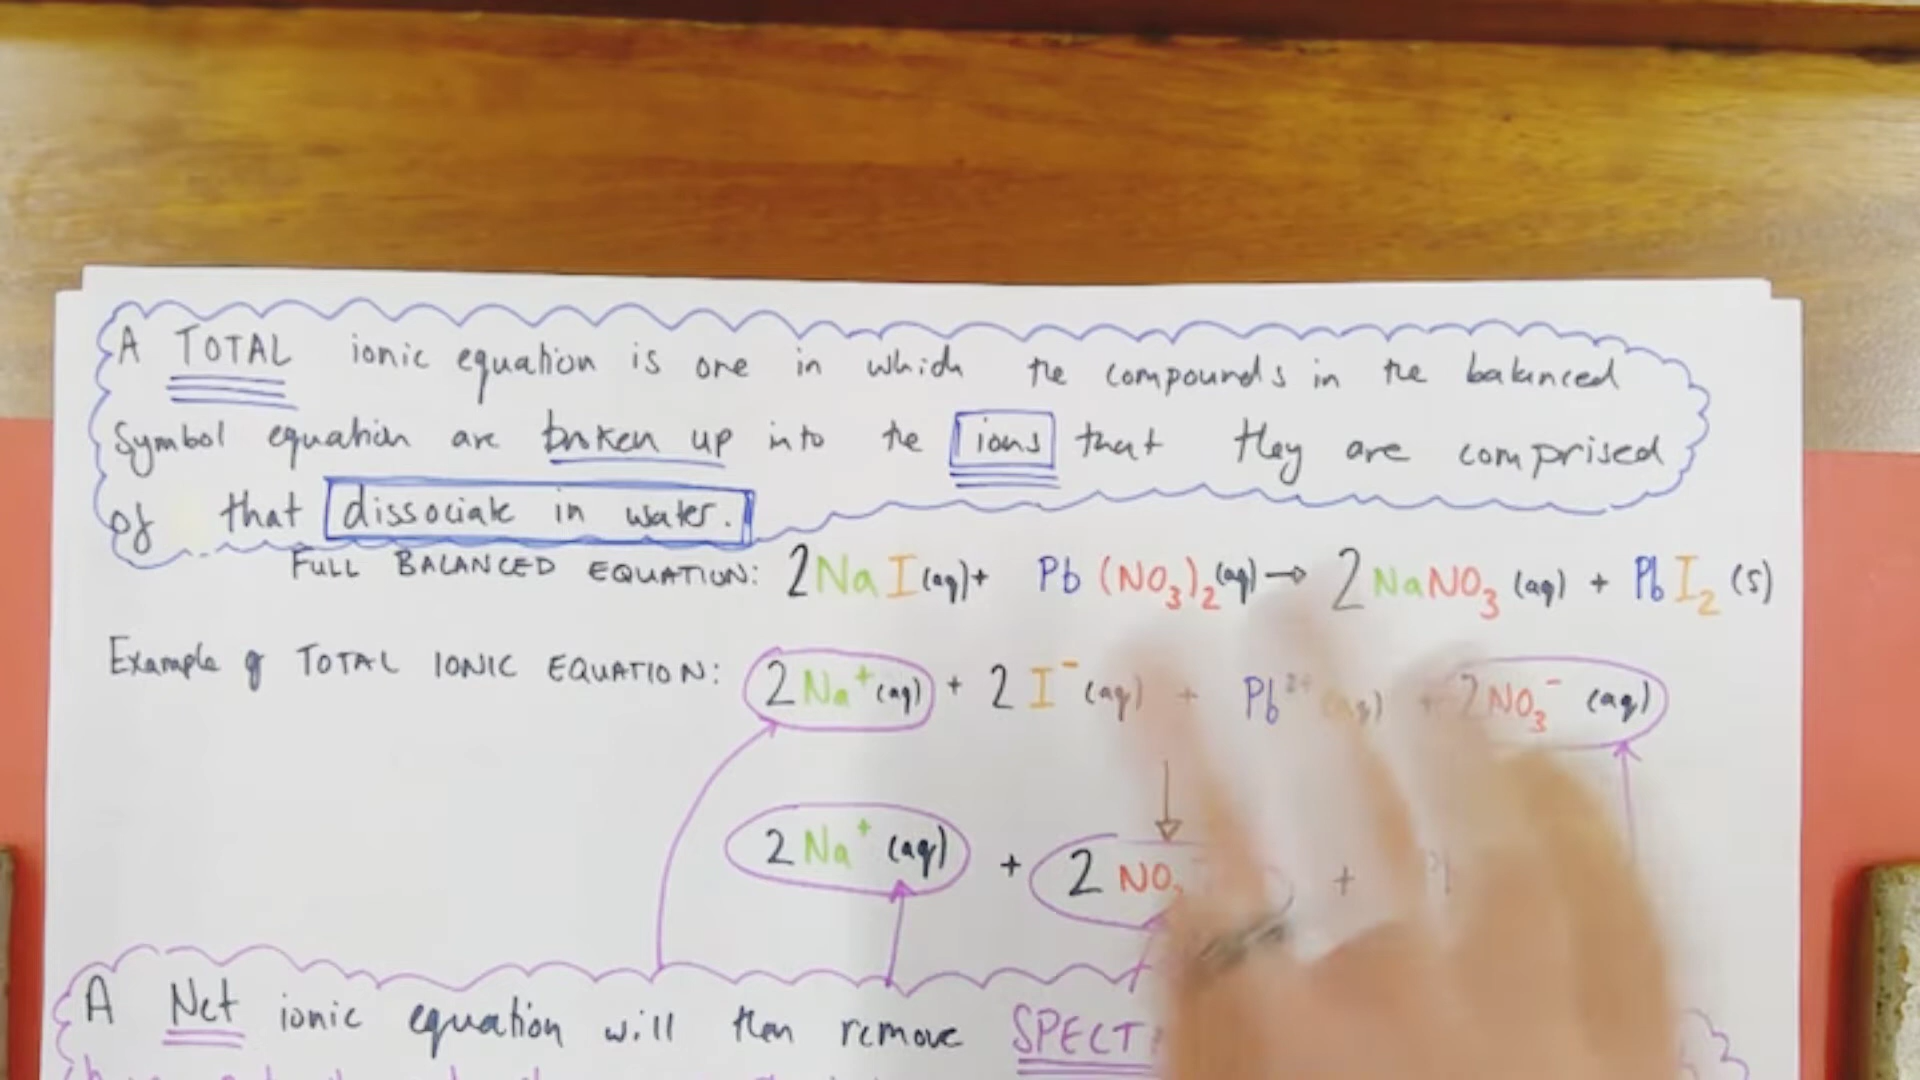 A TOTAL ionic equation is one in which the compounds in the balanced
symbol equation are broken up into the ions that they are comprised
of that dissociate in water.
FULL BALANCED EQUATION: 2NaI(aq)+ Pb(NO₃)₂(aq)→ 2NaNO₃(aq) + PbI₂(s)
Example of TOTAL IONIC EQUATION: 2Na⁺(aq) + 2I⁻(aq) + Pb²⁺(aq) + 2NO₃⁻(aq)
2Na⁺(aq) + 2NO₃ +
A Net ionic equation will then remove